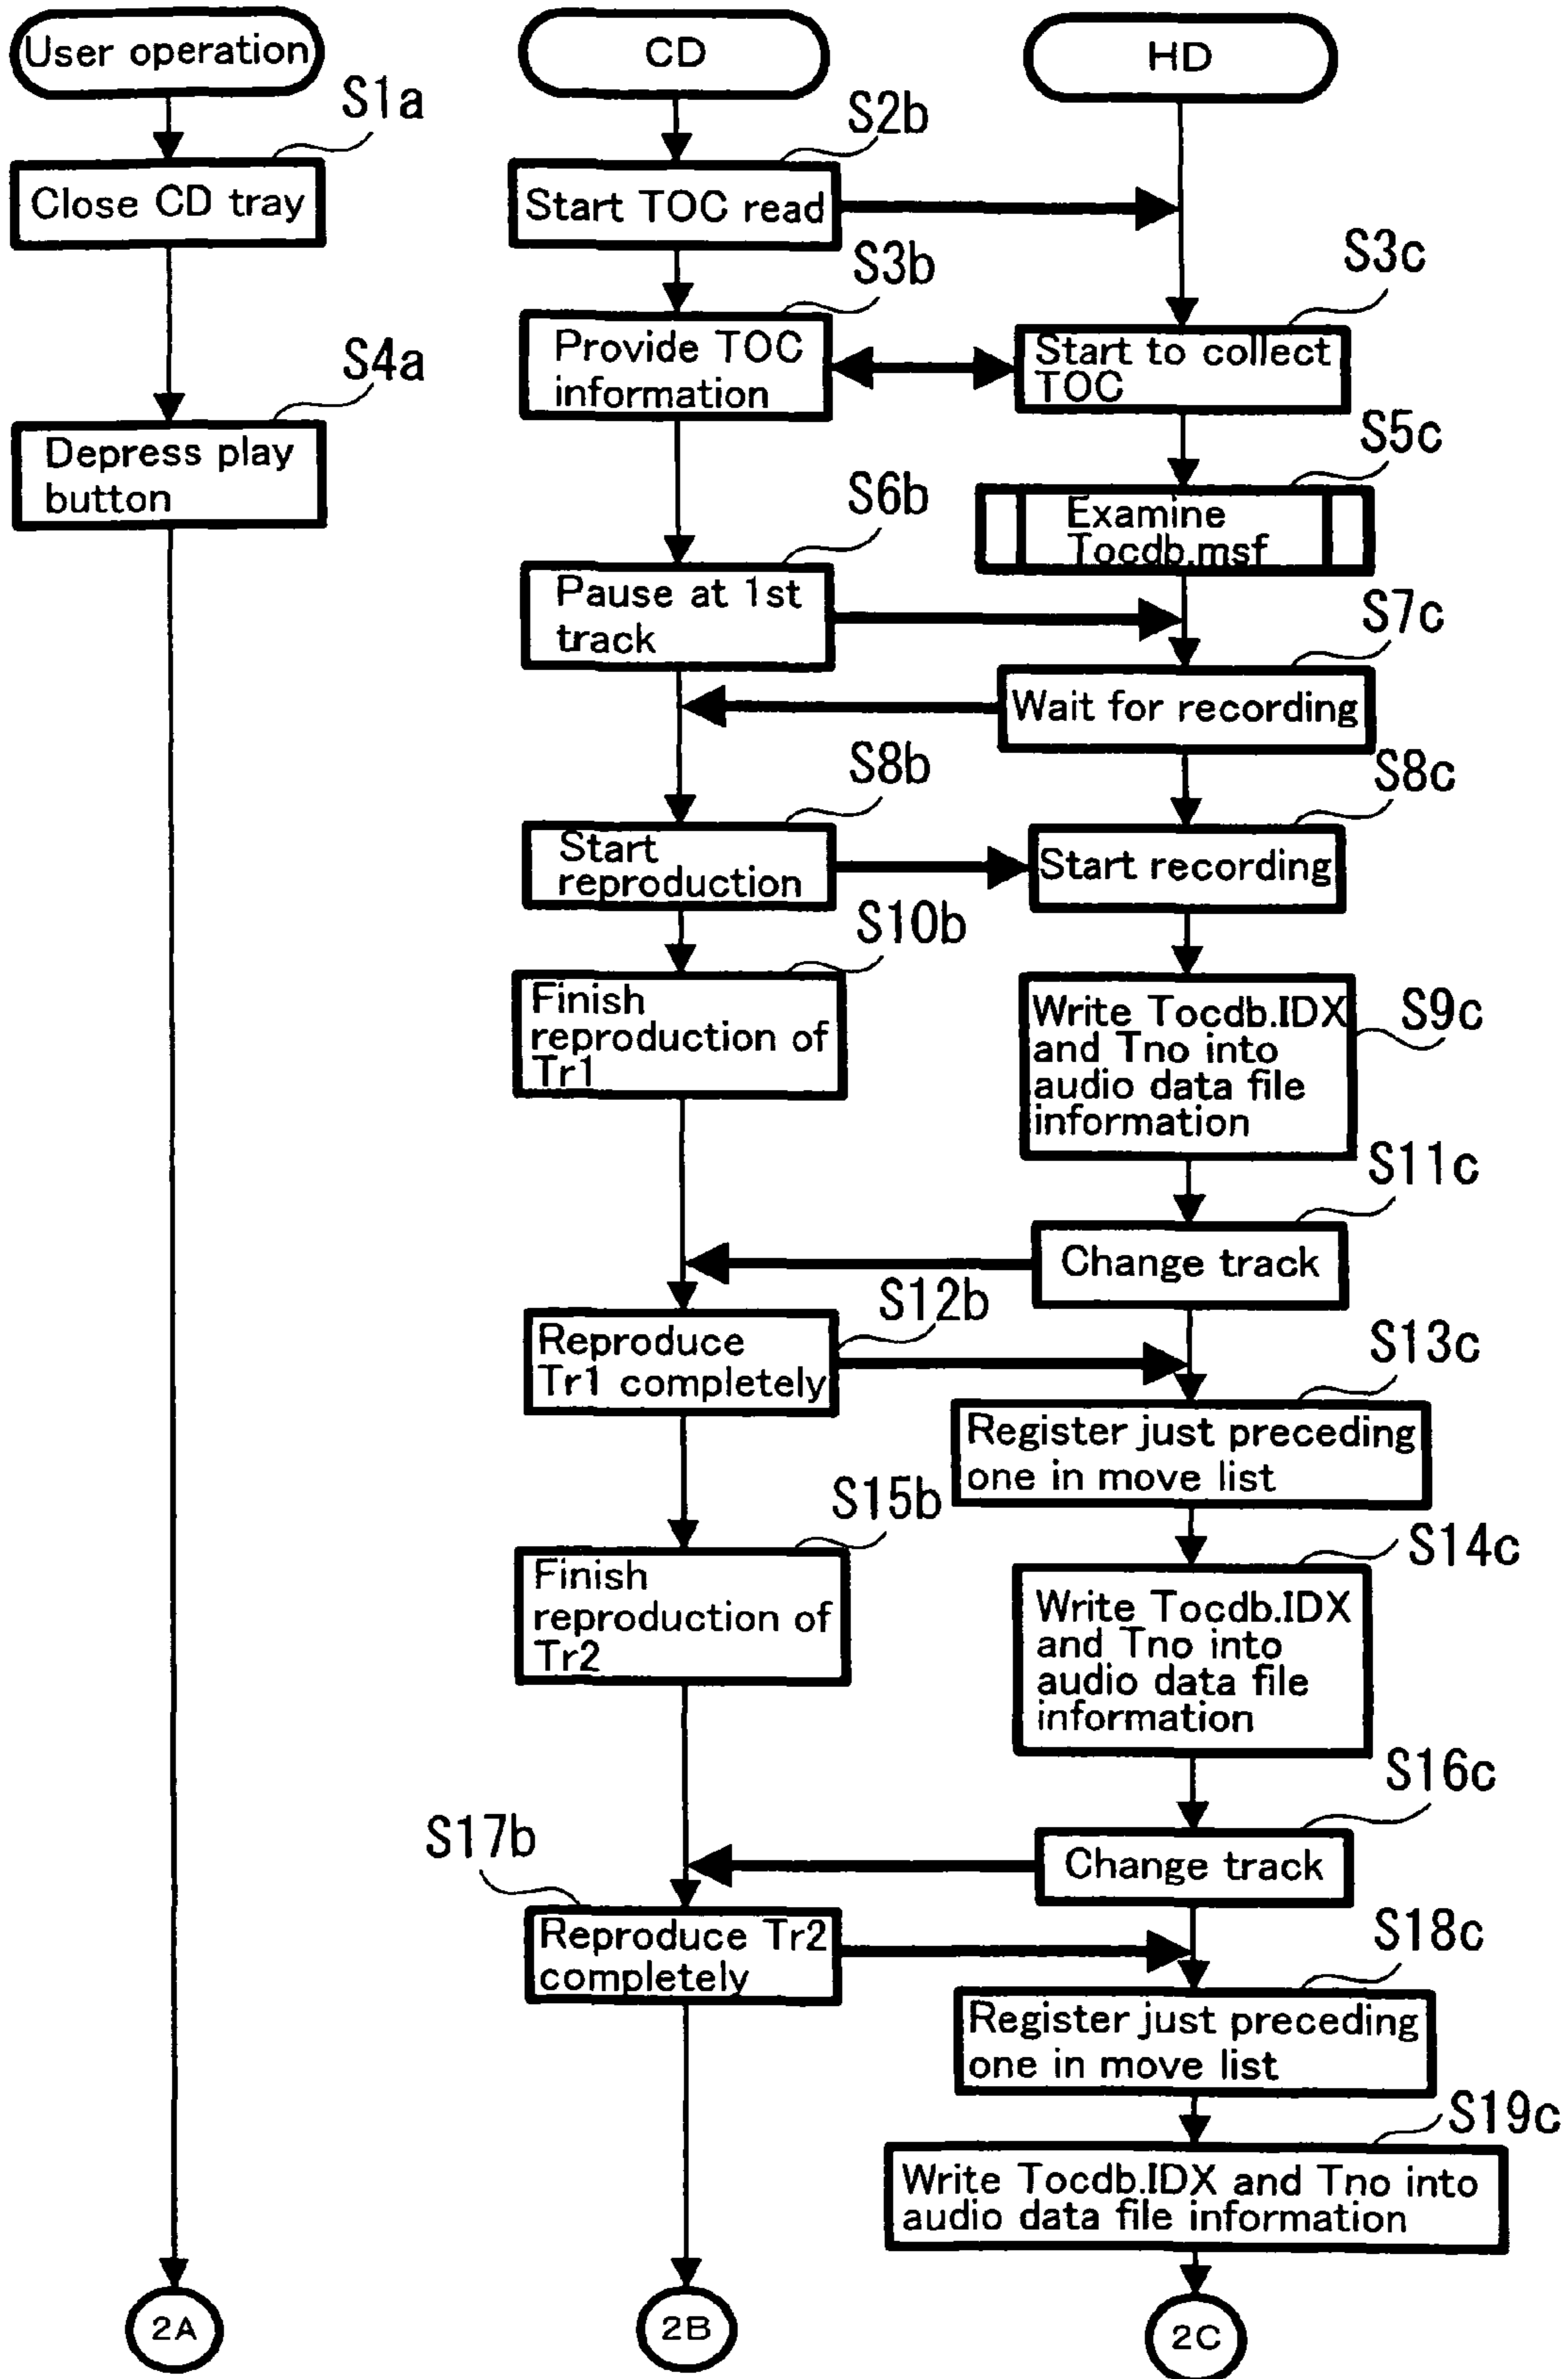 User operation
CD
HD
S1a
S2b
Close CD tray
Start TOC read
S3b
S3c
Provide TOC
information
Start to collect
TOC
S4a
Depress play
button
S5c
Examine
Tocdb.msf
S6b
Pause at 1st
track
S7c
Wait for recording
S8b
S8c
Start
reproduction
Start recording
S10b
Finish
reproduction of
Tr1
S9c
Write Tocdb.IDX
and Tno into
audio data file
information
S11c
Change track
S12b
Reproduce
Tr1 completely
S13c
Register just preceding
one in move list
S15b
Finish
reproduction of
Tr2
S14c
Write Tocdb.IDX
and Tno into
audio data file
information
S16c
Change track
S17b
Reproduce Tr2
completely
S18c
Register just preceding
one in move list
S19c
Write Tocdb.IDX and Tno into
audio data file information
2A
2B
2C